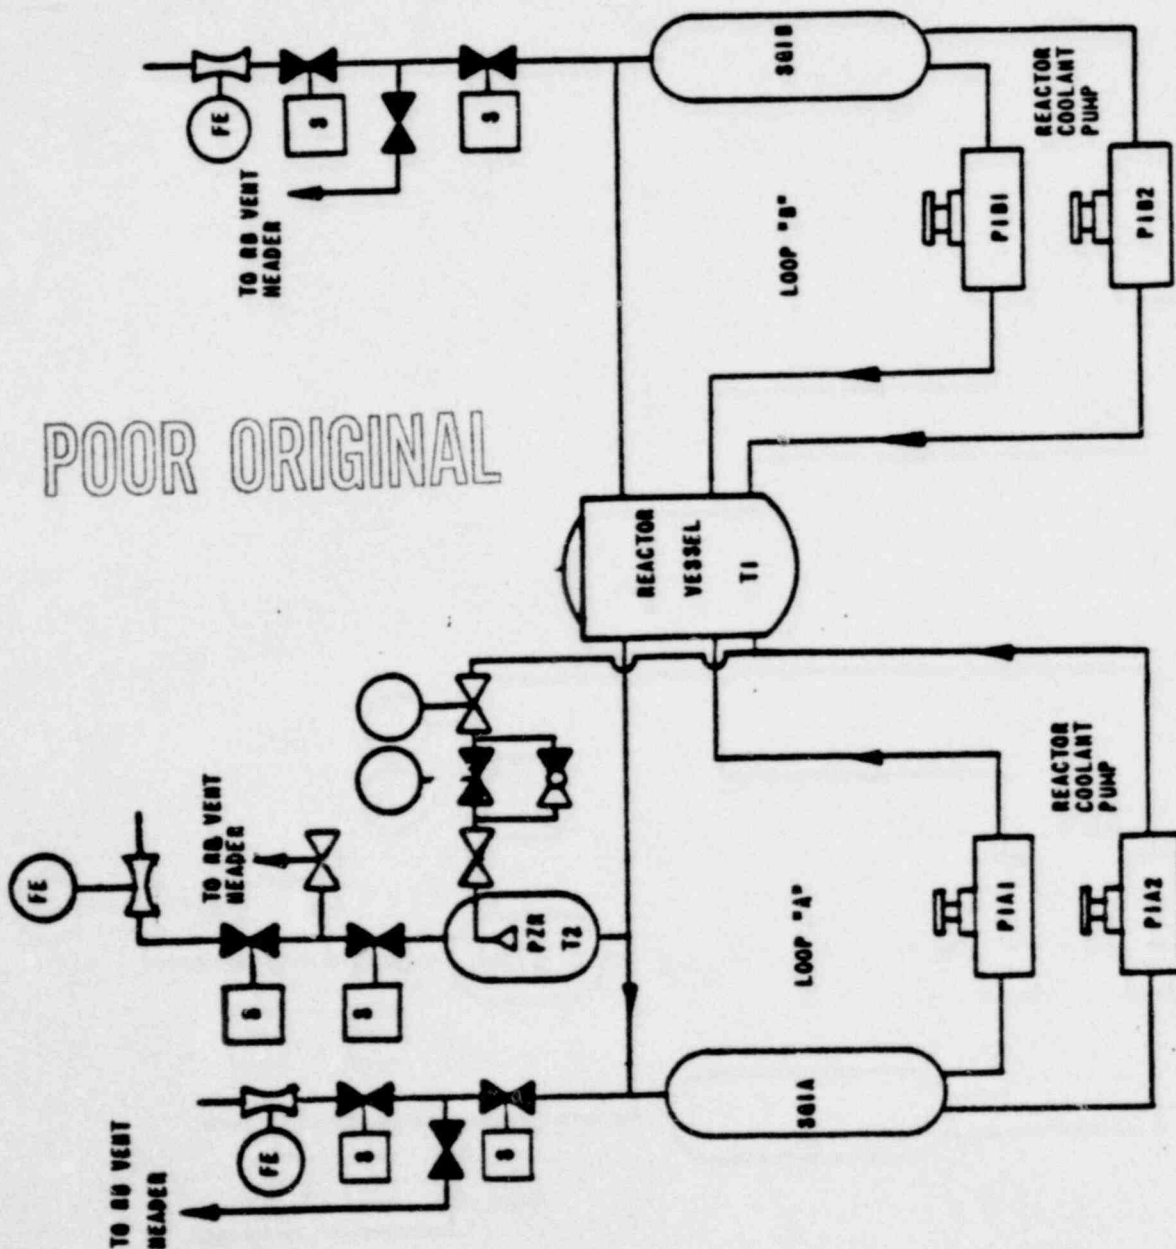 POOR ORIGINAL
TO RB VENT
HEADER
FE
S
S
TO RB VENT
HEADER
FE
S
S
TO RB VENT
HEADER
FE
S
S
PZR
T2
REACTOR
VESSEL
T1
SG1A
LOOP "A"
SG1B
LOOP "B"
P1A1
REACTOR
COOLANT
PUMP
P1A2
P1B1
REACTOR
COOLANT
PUMP
P1B2